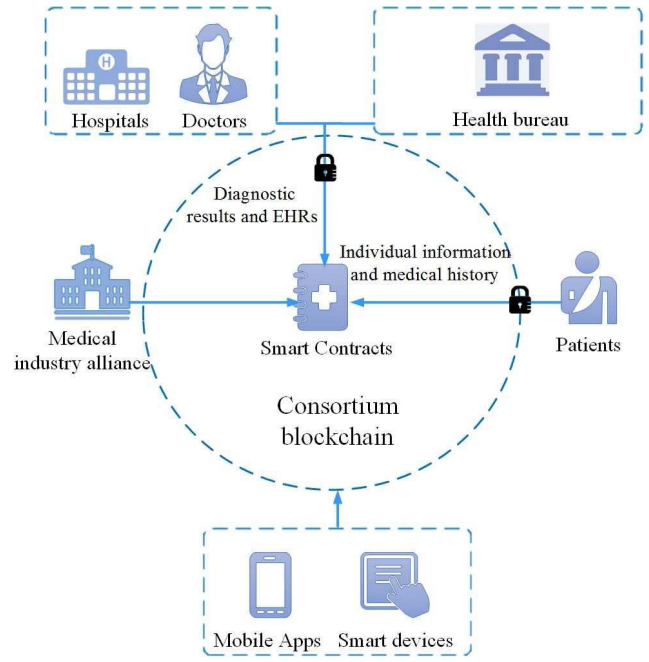 H
Hospitals
Doctors
Health bureau
Diagnostic
results and EHRs
Individual information
and medical history
Medical
industry alliance
Smart Contracts
Patients
Consortium
blockchain
Mobile Apps
Smart devices